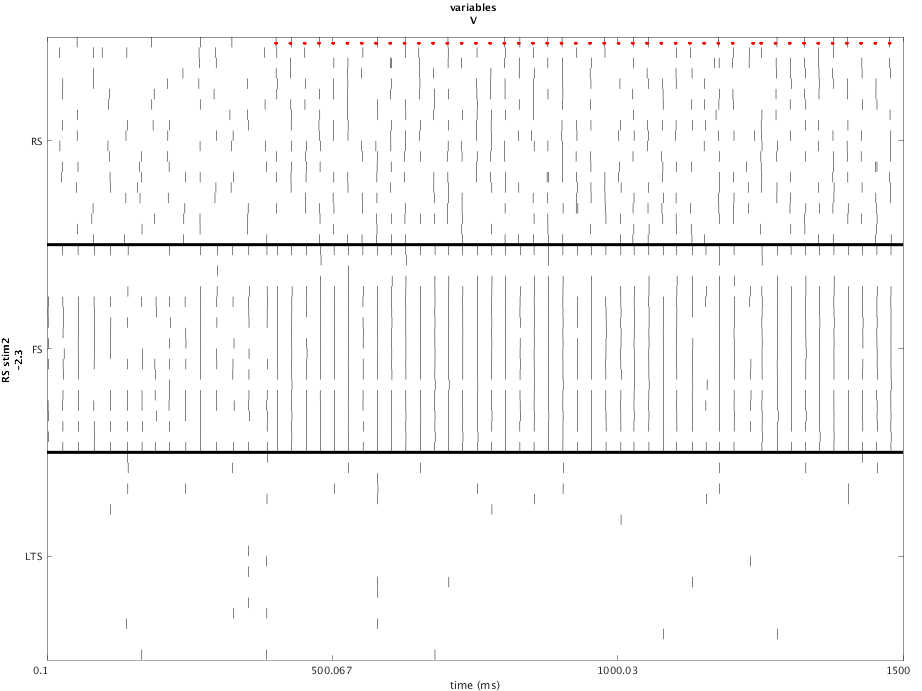 variables
V
RS
FS
LTS
RS stim2
-2.3
0.1
500.067
1000.03
1500
time (ms)